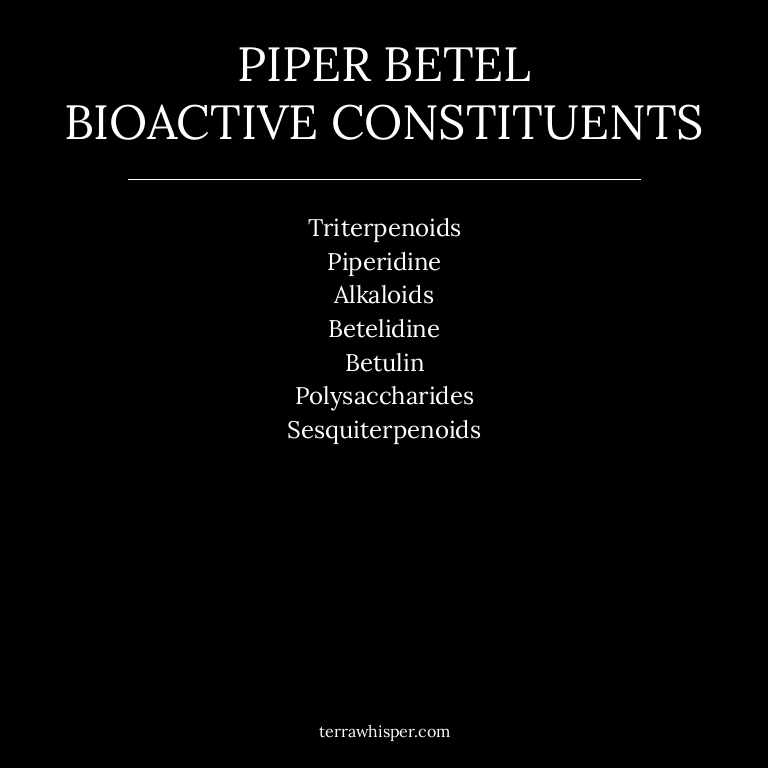 PIPER BETEL
BIOACTIVE CONSTITUENTS
Triterpenoids
Piperidine
Alkaloids
Betelidine
Betulin
Polysaccharides
Sesquiterpenoids
terrawhisper.com